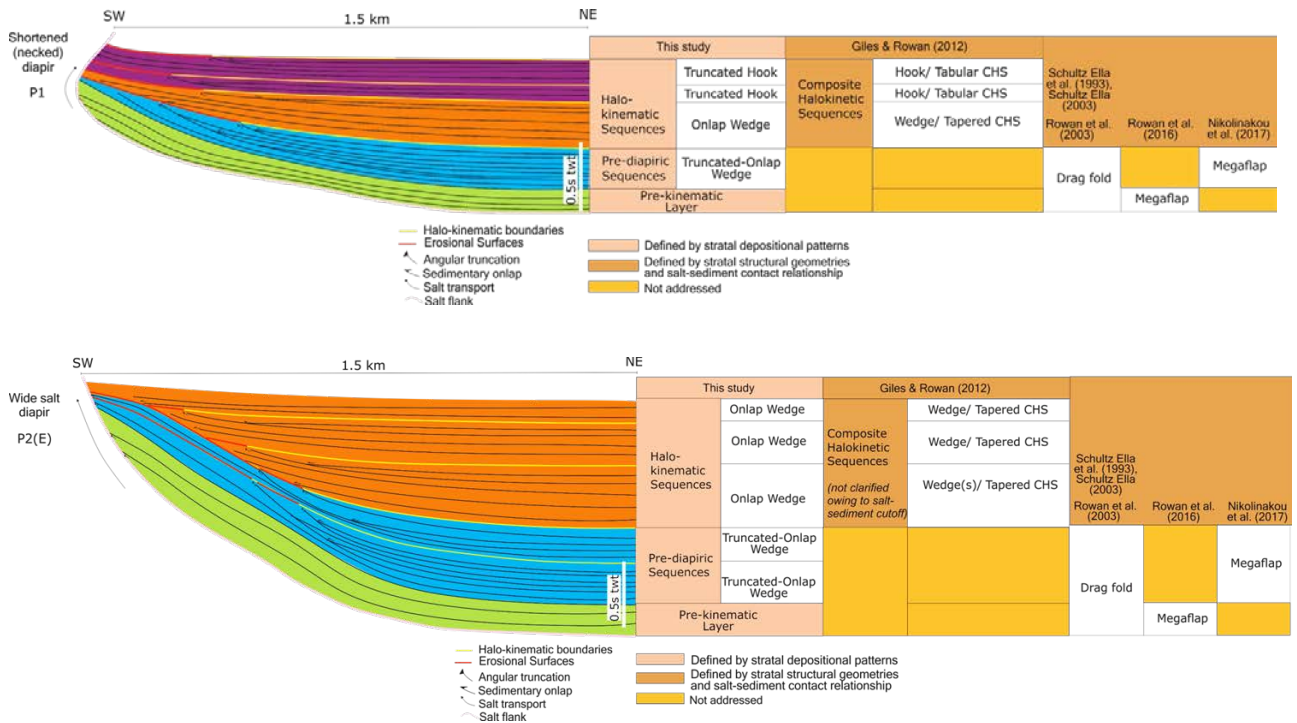 SW
1.5 km
NE
Shortened
(necked)
diapir
P1
0.5s twt
This study
Giles & Rowan (2012)
Halo-
kinematic
Sequences
Truncated Hook
Truncated Hook
Onlap Wedge
Composite
Halokinetic
Sequences
Hook/ Tabular CHS
Hook/ Tabular CHS
Wedge/ Tapered CHS
Schultz Ella
et al. (1993),
Schultz Ella
(2003)
Rowan et al.
(2003)
Rowan et al.
(2016)
Nikolinakou
et al. (2017)
Pre-diapiric
Sequences
Truncated-Onlap
Wedge
Drag fold
Megaflap
Pre-kinematic
Layer
Megaflap
Halo-kinematic boundaries
Erosional Surfaces
Angular truncation
Sedimentary onlap
Salt transport
Salt flank
Defined by stratal depositional patterns
Defined by stratal structural geometries
and salt-sediment contact relationship
Not addressed
SW
1.5 km
NE
Wide salt
diapir
P2(E)
0.5s twt
This study
Giles & Rowan (2012)
Halo-
kinematic
Sequences
Onlap Wedge
Onlap Wedge
Onlap Wedge
Composite
Halokinetic
Sequences
(not clarified
owing to salt-
sediment cutoff)
Wedge/ Tapered CHS
Wedge/ Tapered CHS
Wedge(s)/ Tapered CHS
Schultz Ella
et al. (1993),
Schultz Ella
(2003)
Rowan et al.
(2003)
Rowan et al.
(2016)
Nikolinakou
et al. (2017)
Pre-diapiric
Sequences
Truncated-Onlap
Wedge
Truncated-Onlap
Wedge
Drag fold
Megaflap
Pre-kinematic
Layer
Megaflap
Halo-kinematic boundaries
Erosional Surfaces
Angular truncation
Sedimentary onlap
Salt transport
Salt flank
Defined by stratal depositional patterns
Defined by stratal structural geometries
and salt-sediment contact relationship
Not addressed